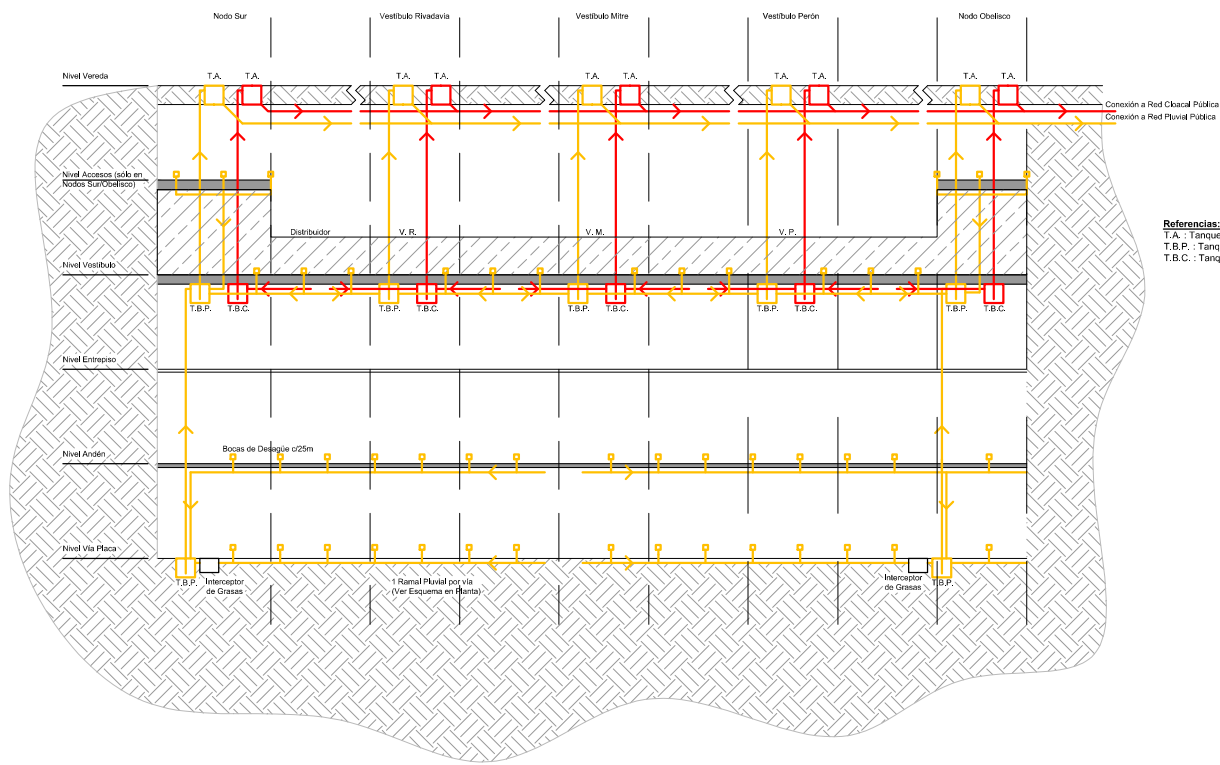 Nodo Sur
Vestíbulo Rivadavia
Vestíbulo Mitre
Vestíbulo Perón
Nodo Obelisco
Nivel Vereda
T.A.
T.A.
T.A.
T.A.
T.A.
T.A.
T.A.
T.A.
T.A.
T.A.
Conexión a Red Cloacal Pública
Conexión a Red Pluvial Pública
Nivel Accesos (sólo en
Nodos Sur/Obelisco)
Referencias:
T.A. : Tanque
T.B.P. : Tanq
T.B.C. : Tanq
Distribuidor
V. R.
V. M.
V. P.
Nivel Vestíbulo
T.B.P.
T.B.C.
T.B.P.
T.B.C.
T.B.P.
T.B.C.
T.B.P.
T.B.C.
T.B.P.
T.B.C.
Nivel Entrepiso
Nivel Andén
Bocas de Desagüe c/25m
Nivel Vía Placa
T.B.P.
Interceptor
de Grasas
1 Ramal Pluvial por vía
(Ver Esquema en Planta)
Interceptor
de Grasas
T.B.P.